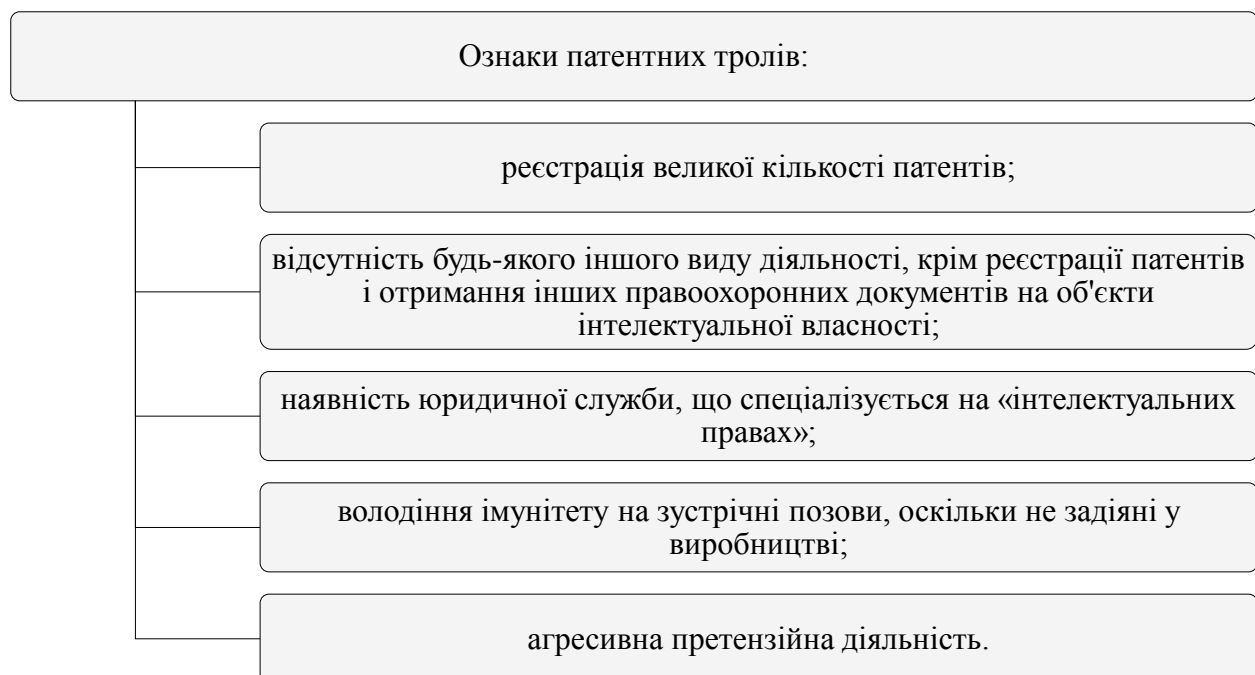 Ознаки патентних тролів:
реєстрація великої кількості патентів;
відсутність будь-якого іншого виду діяльності, крім реєстрації патентів
і отримання інших правоохоронних документів на об'єкти
інтелектуальної власності;
наявність юридичної служби, що спеціалізується на «інтелектуальних
правах»;
володіння імунітету на зустрічні позови, оскільки не задіяні у
виробництві;
агресивна претензійна діяльність.